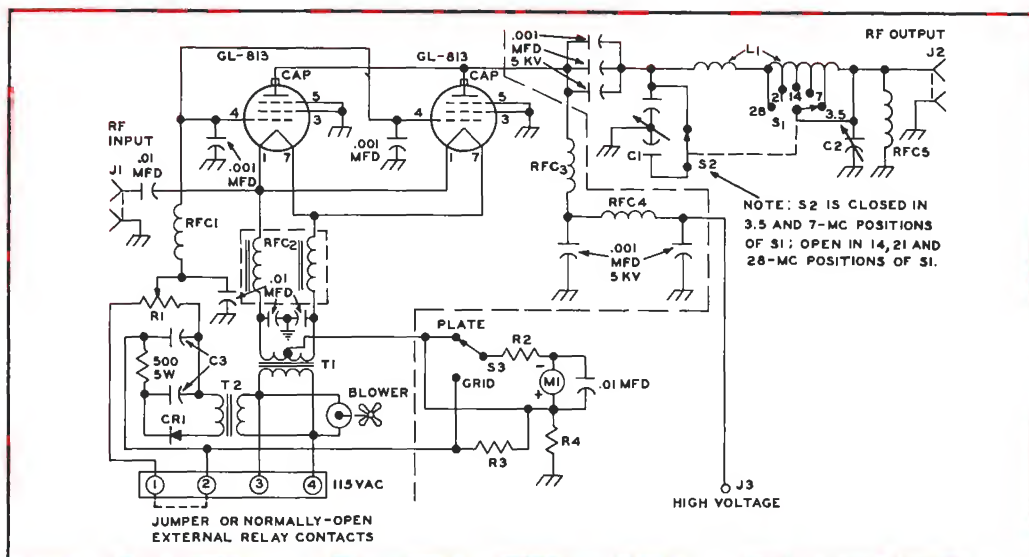 GL-813
GL-813
.001
MFD
5 KV
L1
RF OUTPUT
J2
CAP
CAP
4
5
3
1
7
4
5
3
1
7
28
21
14
7
3.5
S1
C1
S2
C2
RFC5
RF
INPUT
J1
.01
MFD
.001
MFD
.001
MFD
RFC1
RFC2
RFC3
RFC4
.001
MFD
5 KV
NOTE: S2 IS CLOSED IN
3.5 AND 7-MC POSITIONS
OF S1; OPEN IN 14, 21 AND
28-MC POSITIONS OF S1.
.01
MFD
R1
C3
500
5W
CR1
T2
T1
BLOWER
PLATE
S3
GRID
R2
-
M1
+
.01 MFD
R3
R4
J3
HIGH VOLTAGE
1
2
3
4
115 VAC
JUMPER OR NORMALLY-OPEN
EXTERNAL RELAY CONTACTS